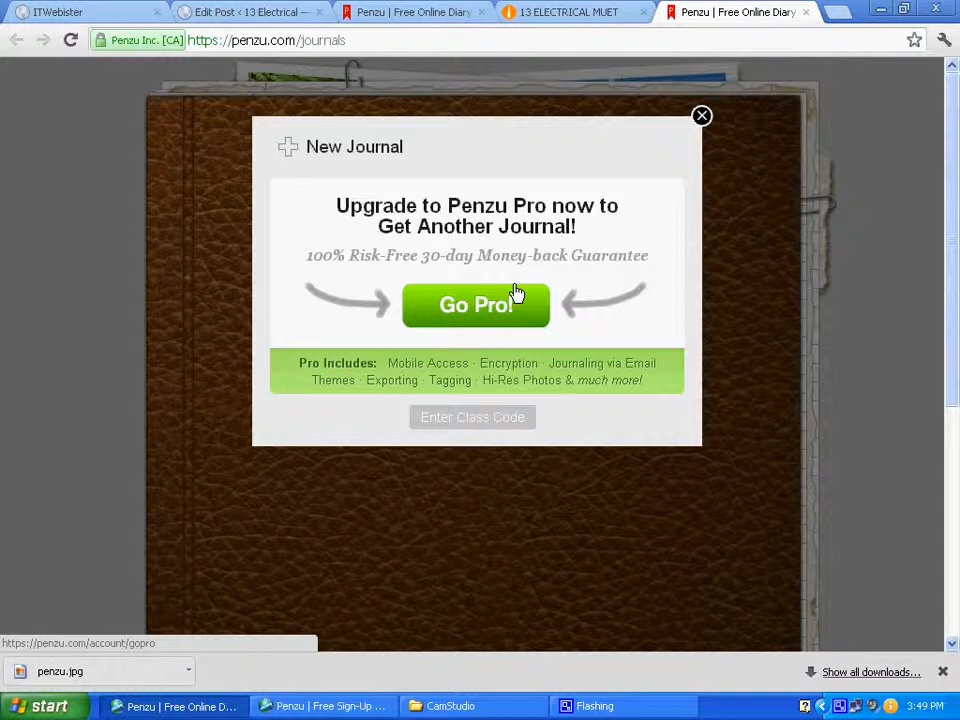 ITWebister
Edit Post < 13 Electrical —
Penzu | Free Online Diary
13 ELECTRICAL MUET
Penzu | Free Online Diary
Penzu Inc. [CA]
https://penzu.com/journals
New Journal
Upgrade to Penzu Pro now to
Get Another Journal!
100% Risk-Free 30-day Money-back Guarantee
Go Pro!
Pro Includes: Mobile Access · Encryption · Journaling via Email
Themes · Exporting · Tagging · Hi-Res Photos & much more!
Enter Class Code
https://penzu.com/account/gopro
penzu.jpg
Show all downloads...
start
Penzu | Free Online D...
Penzu | Free Sign-Up ...
CamStudio
Flashing
3:49 PM